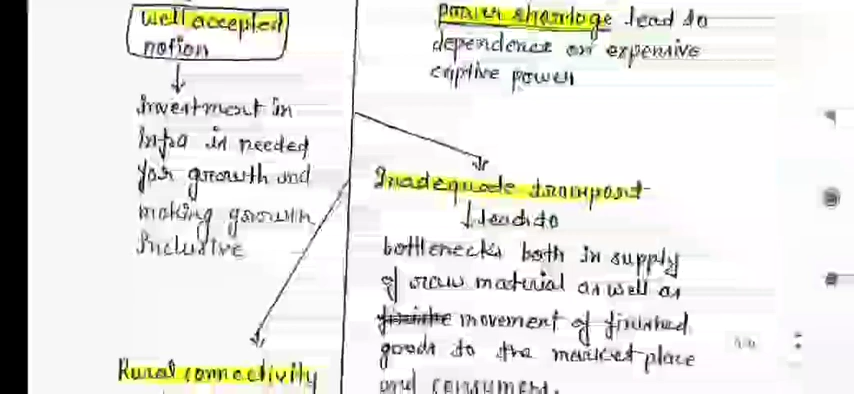 well accepted
notion
investment in
infra is needed
for growth and
making growth
inclusive
Rural connectivity
power shortage lead to
dependence on expensive
captive power
Inadequate transport
leads to
bottlenecks both in supply
of raw material as well as
finishe movement of finished
goods to the market place
and consumers.